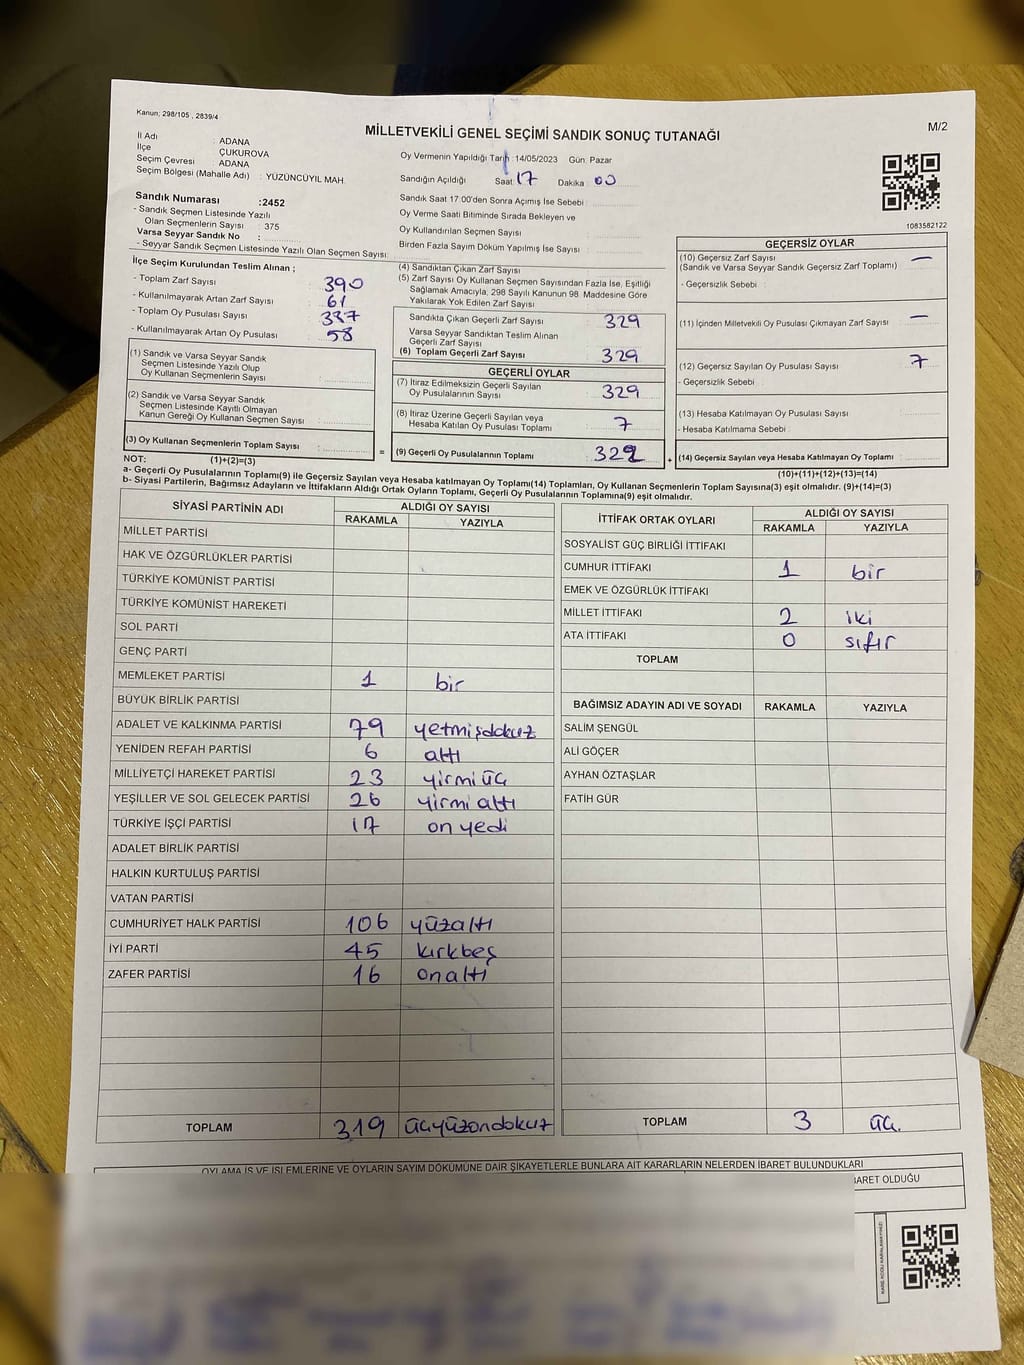 Kanun; 298/105 , 2839/4
MİLLETVEKİLİ GENEL SEÇİMİ SANDIK SONUÇ TUTANAĞI
M/2
İl Adı : ADANA
İlçe ÇUKUROVA
Seçim Çevresi : ADANA
Seçim Bölgesi (Mahalle Adı) : YÜZÜNCÜYIL MAH.
Sandık Numarası :2452
- Sandık Seçmen Listesinde Yazılı
Olan Seçmenlerin Sayısı : 375
Varsa Seyyar Sandık No :
- Seyyar Sandık Seçmen Listesinde Yazılı Olan Seçmen Sayısı:
Oy Vermenin Yapıldığı Tarih :14/05/2023 Gün: Pazar
Sandığın Açıldığı Saat: 17 Dakika : 00
Sandık Saat 17:00'den Sonra Açımış İse Sebebi :
Oy Verme Saati Bitiminde Sırada Bekleyen ve
Oy Kullandırılan Seçmen Sayısı :
Birden Fazla Sayım Döküm Yapılmış İse Sayısı :
1083582122
İlçe Seçim Kurulundan Teslim Alınan ;
- Toplam Zarf Sayısı : 390
- Kullanılmayarak Artan Zarf Sayısı : 61
- Toplam Oy Pusulası Sayısı : 387
- Kullanılmayarak Artan Oy Pusulası : 58
(1) Sandık ve Varsa Seyyar Sandık
Seçmen Listesinde Yazılı Olup
Oy Kullanan Seçmenlerin Sayısı :
(2) Sandık ve Varsa Seyyar Sandık
Seçmen Listesinde Kayıtlı Olmayan
Kanun Gereği Oy Kullanan Seçmen Sayısı :
(3) Oy Kullanan Seçmenlerin Toplam Sayısı :
(4) Sandıktan Çıkan Zarf Sayısı :
(5) Zarf Sayısı Oy Kullanan Seçmen Sayısından Fazla İse, Eşitliği
Sağlamak Amacıyla, 298 Sayılı Kanunun 98. Maddesine Göre
Yakılarak Yok Edilen Zarf Sayısı :
Sandıkta Çıkan Geçerli Zarf Sayısı : 329
Varsa Seyyar Sandıktan Teslim Alınan
Geçerli Zarf Sayısı :
(6) Toplam Geçerli Zarf Sayısı : 329
GEÇERLİ OYLAR
(7) İtiraz Edilmeksizin Geçerli Sayılan
Oy Pusulalarının Sayısı : 329
(8) İtiraz Üzerine Geçerli Sayılan veya
Hesaba Katılan Oy Pusulası Toplamı : 7
= (9) Geçerli Oy Pusulalarının Toplamı : 322 +
GEÇERSİZ OYLAR
(10) Geçersiz Zarf Sayısı : —
(Sandık ve Varsa Seyyar Sandık Geçersiz Zarf Toplamı)
- Geçersizlik Sebebi :
(11) İçinden Milletvekili Oy Pusulası Çıkmayan Zarf Sayısı : —
(12) Geçersiz Sayılan Oy Pusulası Sayısı : 7
- Geçersizlik Sebebi :
(13) Hesaba Katılmayan Oy Pusulası Sayısı :
- Hesaba Katılmama Sebebi :
(14) Geçersiz Sayılan veya Hesaba Katılmayan Oy Toplamı :
NOT: (1)+(2)=(3)
(10)+(11)+(12)+(13)=(14)
a- Geçerli Oy Pusulalarının Toplamı(9) ile Geçersiz Sayılan veya Hesaba katılmayan Oy Toplamı(14) Toplamları, Oy Kullanan Seçmenlerin Toplam Sayısına(3) eşit olmalıdır. (9)+(14)=(3)
b- Siyasi Partilerin, Bağımsız Adayların ve İttifakların Aldığı Ortak Oyların Toplamı, Geçerli Oy Pusulalarının Toplamına(9) eşit olmalıdır.
SİYASİ PARTİNİN ADI ALDIĞI OY SAYISI
RAKAMLA YAZIYLA
MİLLET PARTİSİ
HAK VE ÖZGÜRLÜKLER PARTİSİ
TÜRKİYE KOMÜNİST PARTİSİ
TÜRKİYE KOMÜNİST HAREKETİ
SOL PARTİ
GENÇ PARTİ
MEMLEKET PARTİSİ 1 bir
BÜYÜK BİRLİK PARTİSİ
ADALET VE KALKINMA PARTİSİ 79 yetmişdokuz
YENİDEN REFAH PARTİSİ 6 altı
MİLLİYETÇİ HAREKET PARTİSİ 23 yirmi üç
YEŞİLLER VE SOL GELECEK PARTİSİ 26 yirmi altı
TÜRKİYE İŞÇİ PARTİSİ 17 on yedi
ADALET BİRLİK PARTİSİ
HALKIN KURTULUŞ PARTİSİ
VATAN PARTİSİ
CUMHURİYET HALK PARTİSİ 106 yüzaltı
İYİ PARTİ 45 kırkbeş
ZAFER PARTİSİ 16 onaltı
TOPLAM 319 üçyüzondokuz
İTTİFAK ORTAK OYLARI ALDIĞI OY SAYISI
RAKAMLA YAZIYLA
SOSYALİST GÜÇ BİRLİĞİ İTTİFAKI
CUMHUR İTTİFAKI 1 bir
EMEK VE ÖZGÜRLÜK İTTİFAKI
MİLLET İTTİFAKI 2 iki
ATA İTTİFAKI 0 sıfır
TOPLAM
BAĞIMSIZ ADAYIN ADI VE SOYADI RAKAMLA YAZIYLA
SALİM ŞENGÜL
ALİ GÖÇER
AYHAN ÖZTAŞLAR
FATİH GÜR
TOPLAM 3 üç.
OYLAMA İŞ VE İŞLEMLERİNE VE OYLARIN SAYIM DÖKÜMÜNE DAİR ŞİKAYETLERLE BUNLARA AİT KARARLARIN NELERDEN İBARET BULUNDUKLARI
BARET OLDUĞU